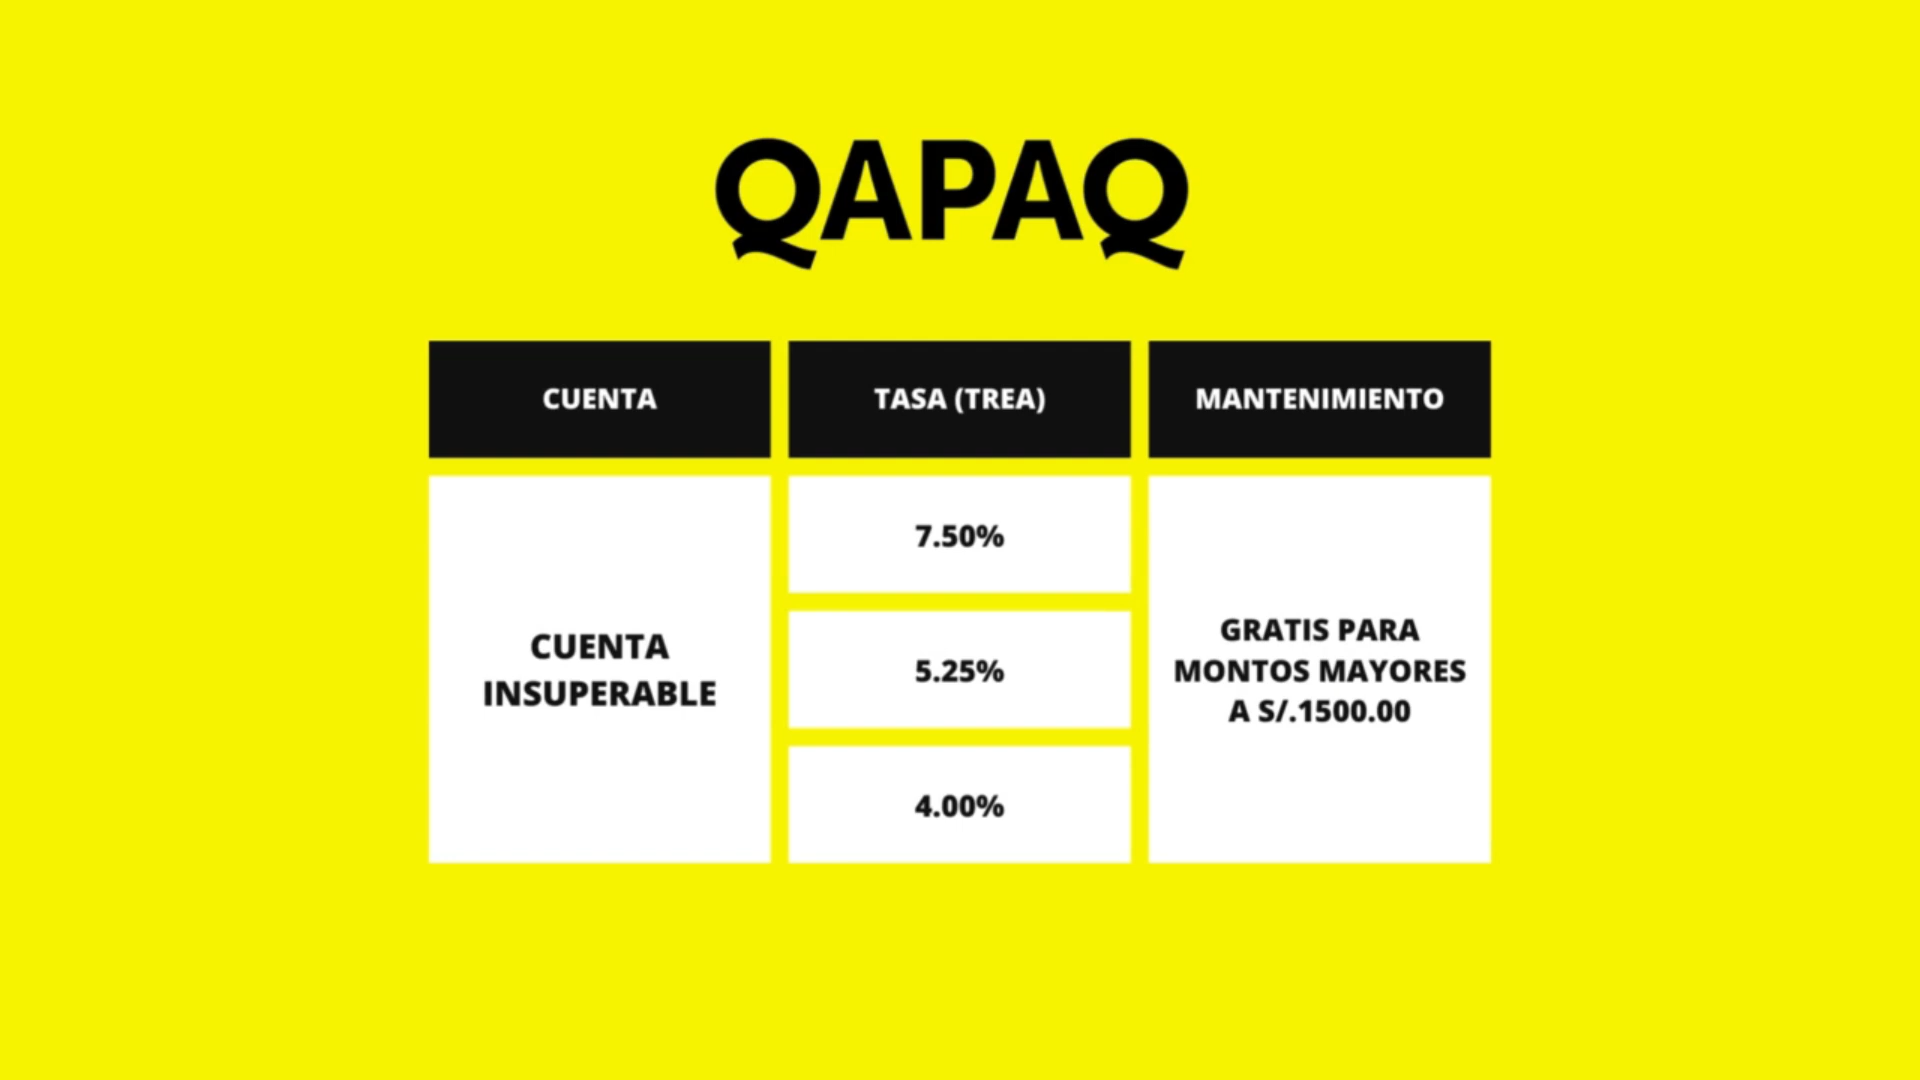 QAPAQ
CUENTA
TASA (TREA)
MANTENIMIENTO
CUENTA
INSUPERABLE
7.50%
5.25%
4.00%
GRATIS PARA
MONTOS MAYORES
A S/.1500.00